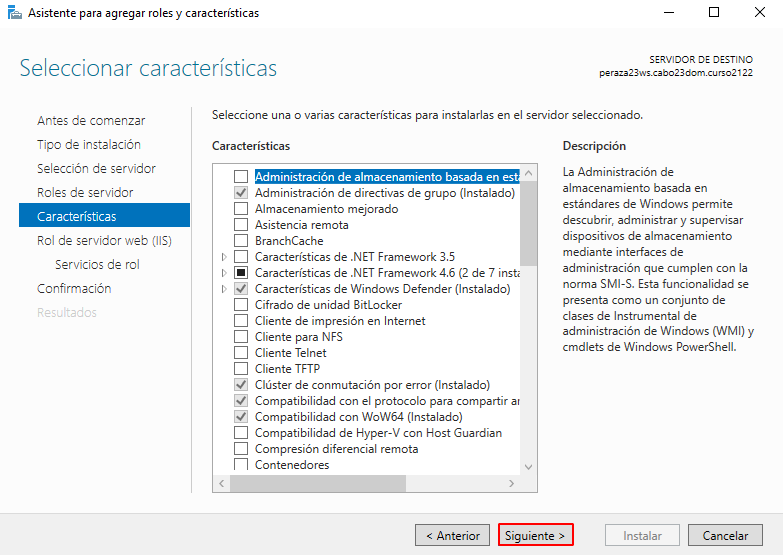 Asistente para agregar roles y características
Seleccionar características
SERVIDOR DE DESTINO
peraza23ws.cabo23dom.curso2122
Antes de comenzar
Tipo de instalación
Selección de servidor
Roles de servidor
Características
Rol de servidor web (IIS)
Servicios de rol
Confirmación
Resultados
Seleccione una o varias características para instalarlas en el servidor seleccionado.
Características
Administración de almacenamiento basada en está
Administración de directivas de grupo (Instalado)
Almacenamiento mejorado
Asistencia remota
BranchCache
Características de .NET Framework 3.5
Características de .NET Framework 4.6 (2 de 7 insta
Características de Windows Defender (Instalado)
Cifrado de unidad BitLocker
Cliente de impresión en Internet
Cliente para NFS
Cliente Telnet
Cliente TFTP
Clúster de conmutación por error (Instalado)
Compatibilidad con el protocolo para compartir ar
Compatibilidad con WoW64 (Instalado)
Compatibilidad de Hyper-V con Host Guardian
Compresión diferencial remota
Contenedores
Descripción
La Administración de
almacenamiento basada en
estándares de Windows permite
descubrir, administrar y supervisar
dispositivos de almacenamiento
mediante interfaces de
administración que cumplen con la
norma SMI-S. Esta funcionalidad se
presenta como un conjunto de
clases de Instrumental de
administración de Windows (WMI) y
cmdlets de Windows PowerShell.
< Anterior
Siguiente >
Instalar
Cancelar